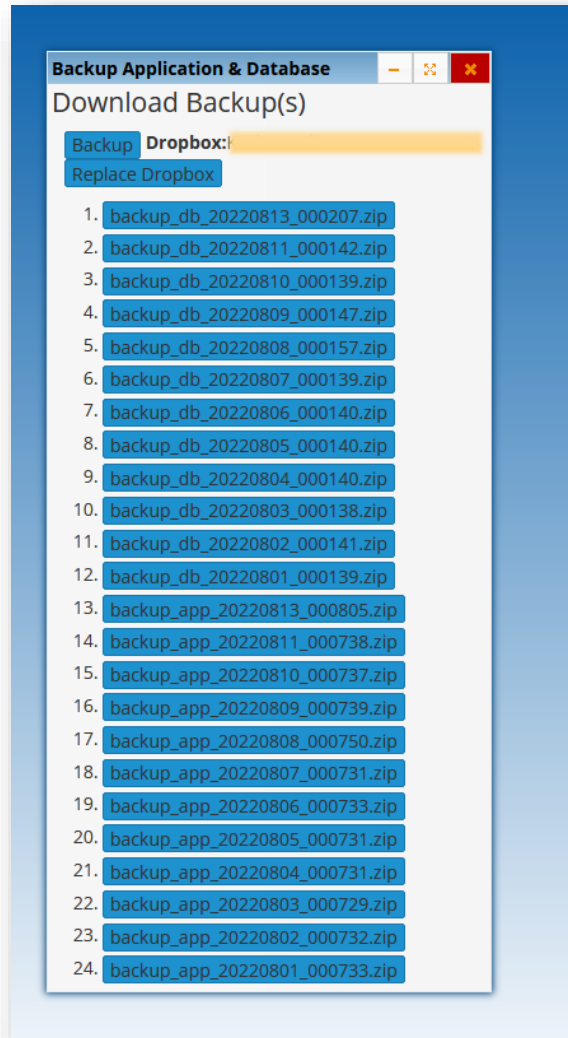 Backup Application & Database
Download Backup(s)
Backup Dropbox:
Replace Dropbox
1. backup_db_20220813_000207.zip
2. backup_db_20220811_000142.zip
3. backup_db_20220810_000139.zip
4. backup_db_20220809_000147.zip
5. backup_db_20220808_000157.zip
6. backup_db_20220807_000139.zip
7. backup_db_20220806_000140.zip
8. backup_db_20220805_000140.zip
9. backup_db_20220804_000140.zip
10. backup_db_20220803_000138.zip
11. backup_db_20220802_000141.zip
12. backup_db_20220801_000139.zip
13. backup_app_20220813_000805.zip
14. backup_app_20220811_000738.zip
15. backup_app_20220810_000737.zip
16. backup_app_20220809_000739.zip
17. backup_app_20220808_000750.zip
18. backup_app_20220807_000731.zip
19. backup_app_20220806_000733.zip
20. backup_app_20220805_000731.zip
21. backup_app_20220804_000731.zip
22. backup_app_20220803_000729.zip
23. backup_app_20220802_000732.zip
24. backup_app_20220801_000733.zip